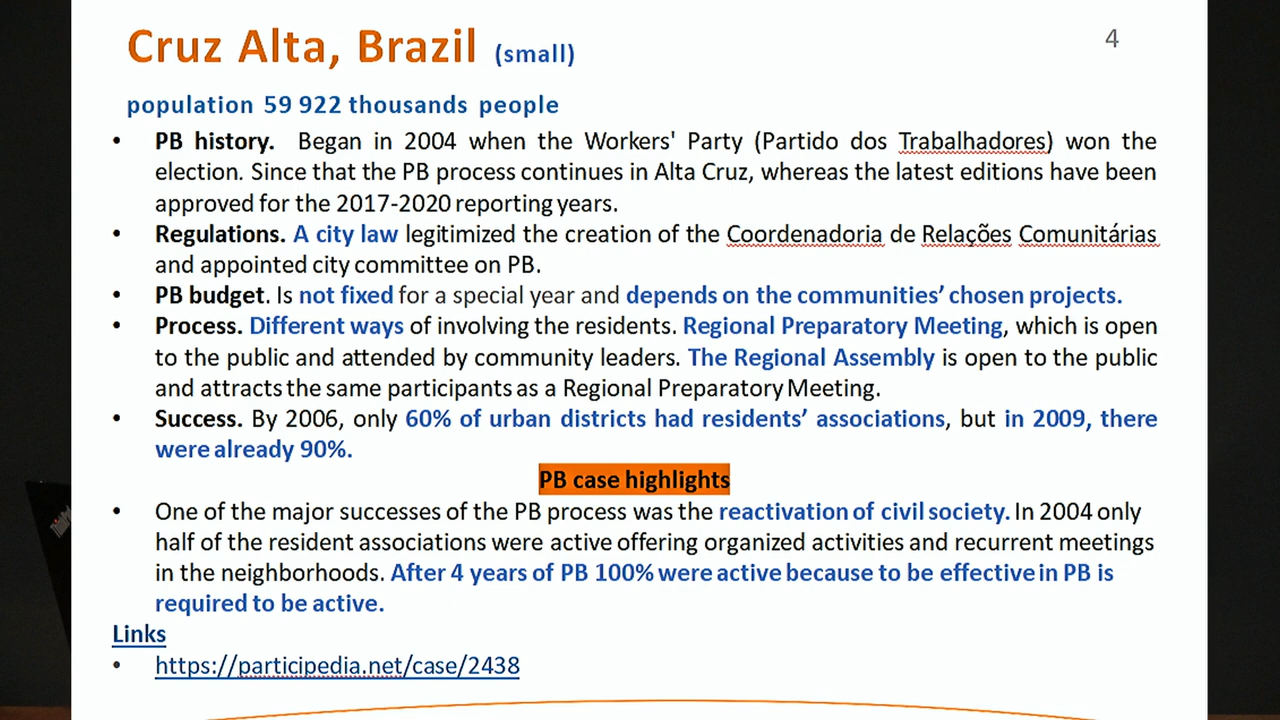 Cruz Alta, Brazil (small)
4
population 59 922 thousands people
• PB history. Began in 2004 when the Workers' Party (Partido dos Trabalhadores) won the
election. Since that the PB process continues in Alta Cruz, whereas the latest editions have been
approved for the 2017-2020 reporting years.
• Regulations. A city law legitimized the creation of the Coordenadoria de Relações Comunitárias
and appointed city committee on PB.
• PB budget. Is not fixed for a special year and depends on the communities’ chosen projects.
• Process. Different ways of involving the residents. Regional Preparatory Meeting, which is open
to the public and attended by community leaders. The Regional Assembly is open to the public
and attracts the same participants as a Regional Preparatory Meeting.
• Success. By 2006, only 60% of urban districts had residents’ associations, but in 2009, there
were already 90%.
PB case highlights
• One of the major successes of the PB process was the reactivation of civil society. In 2004 only
half of the resident associations were active offering organized activities and recurrent meetings
in the neighborhoods. After 4 years of PB 100% were active because to be effective in PB is
required to be active.
Links
• https://participedia.net/case/2438
ThinkPad